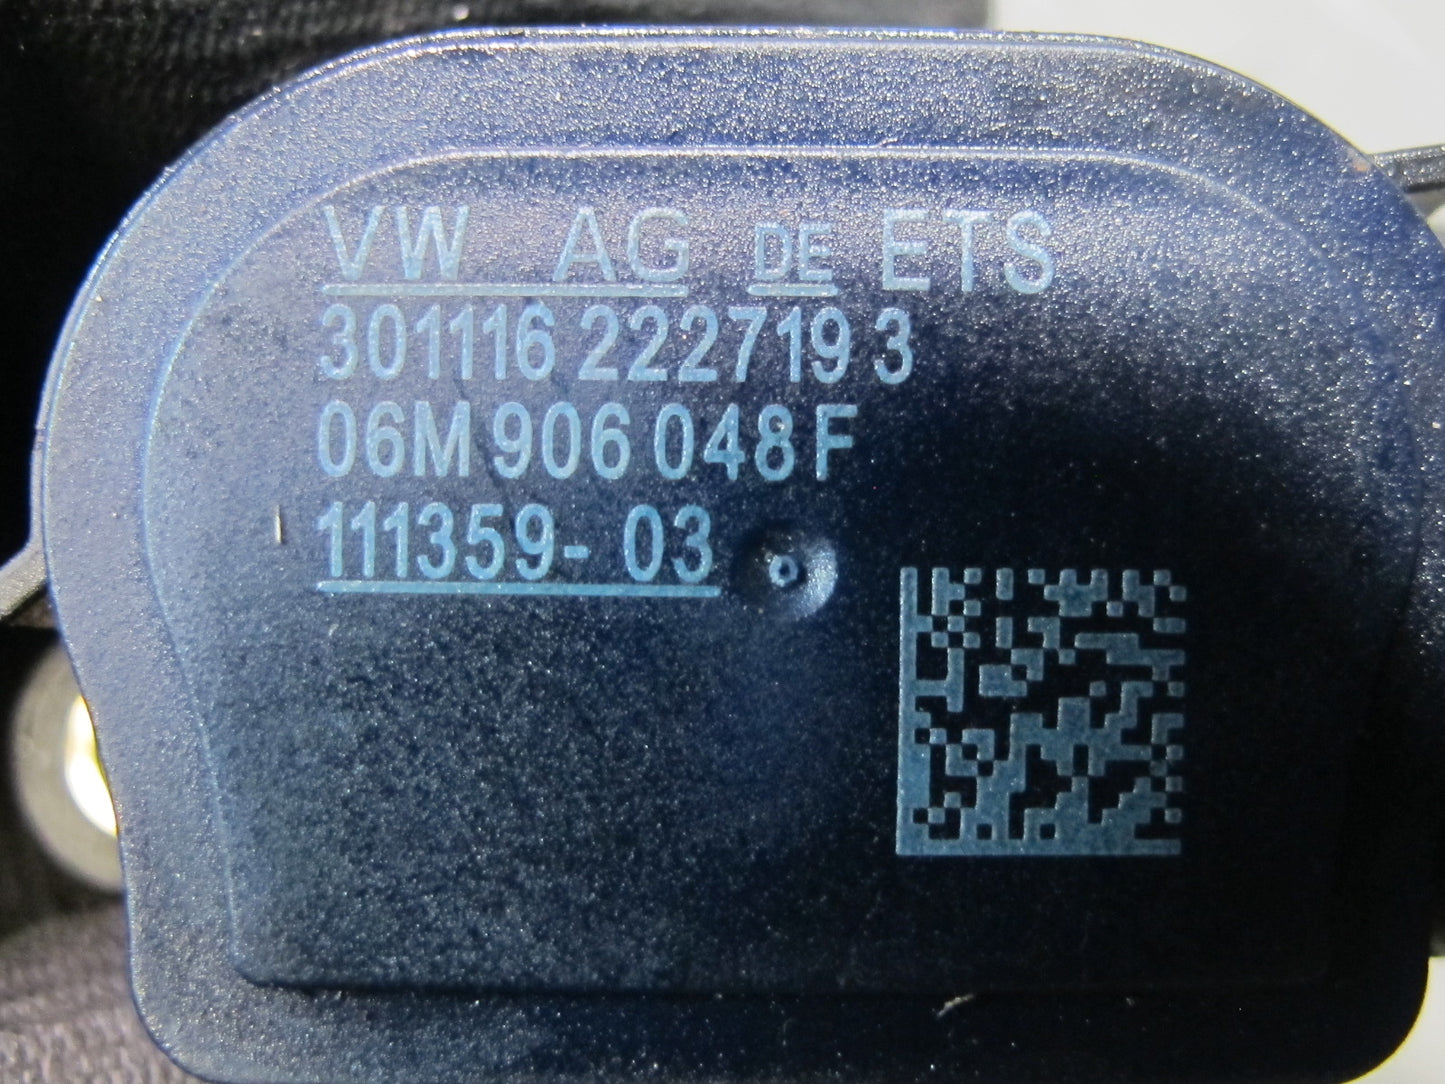 VW AG DE ETS
301116 2227193
06M 906 048 F
111359- 03